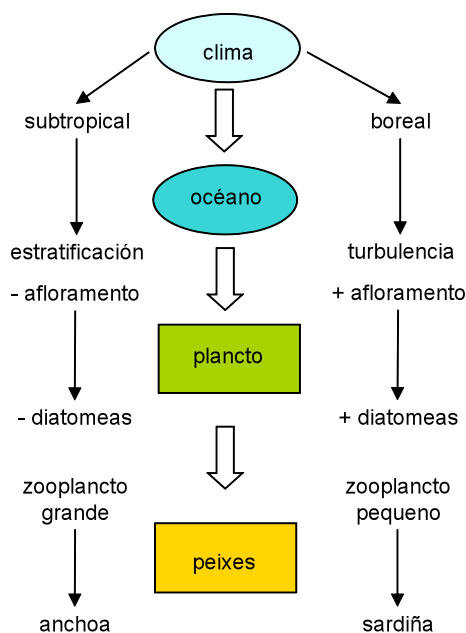 clima
subtropical
boreal
océano
estratificación
turbulencia
- afloramento
+ afloramento
plancto
- diatomeas
+ diatomeas
zooplancto
grande
zooplancto
pequeno
peixes
anchoa
sardiña